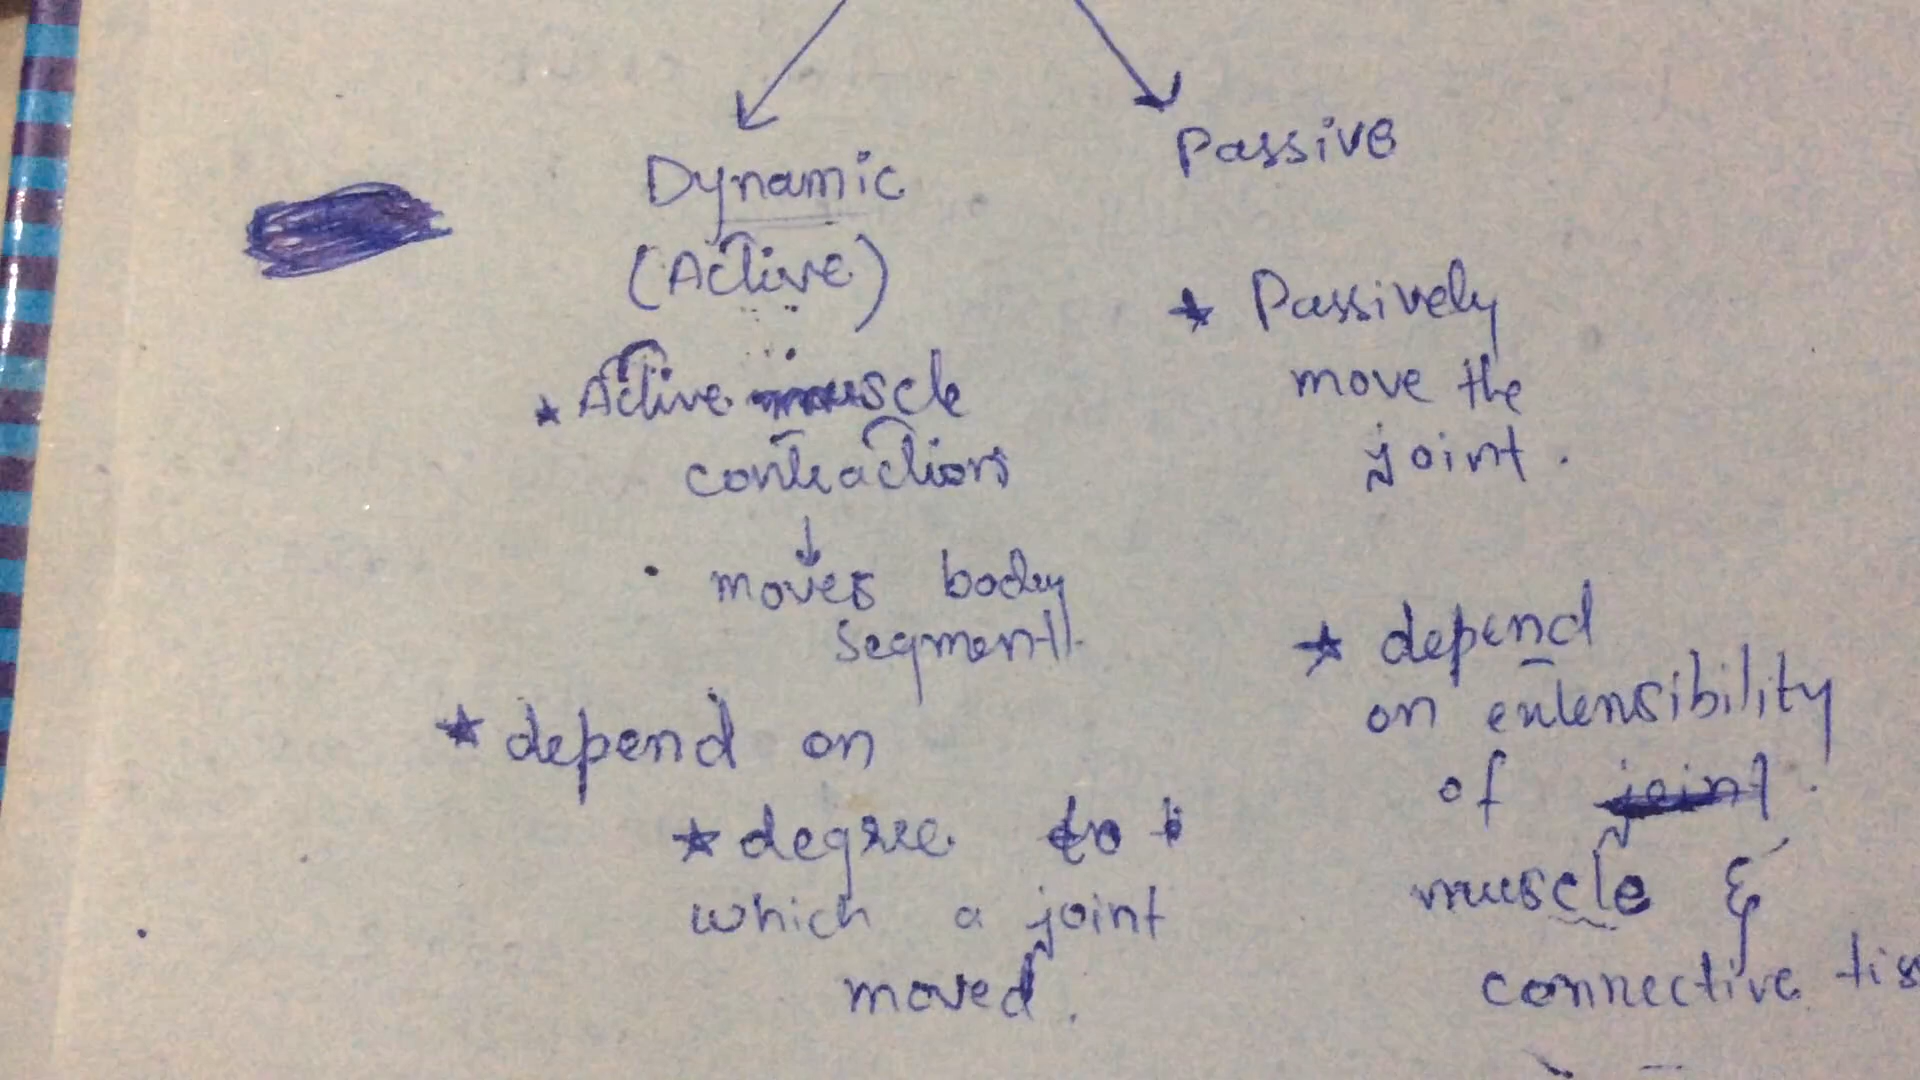 Dynamic
(Active)
* Active muscle
contractions
↓
• moves body
segment.
* depend on
* degree to
which a joint
moved.
Passive
* Passively
move the
joint.
* depend
on extensibility
of
muscle &
connective tis